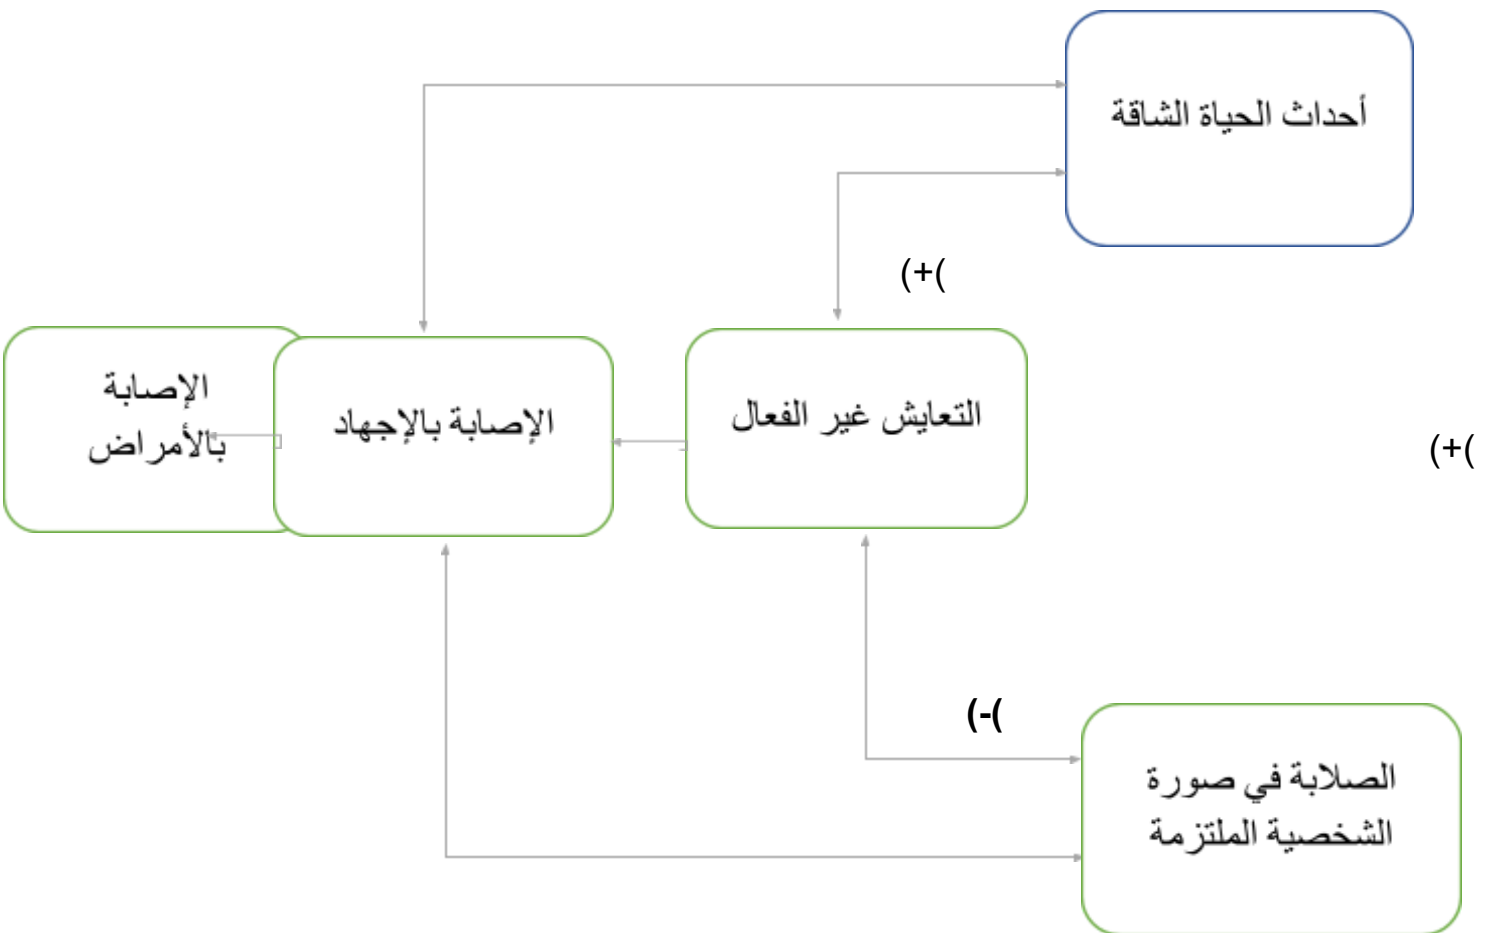 أحداث الحياة الشاقة
(+(
التعايش غير الفعال
الإصابة بالإجهاد
الإصابة
بالأمراض
(+(
(-(
الصلابة في صورة
الشخصية الملتزمة